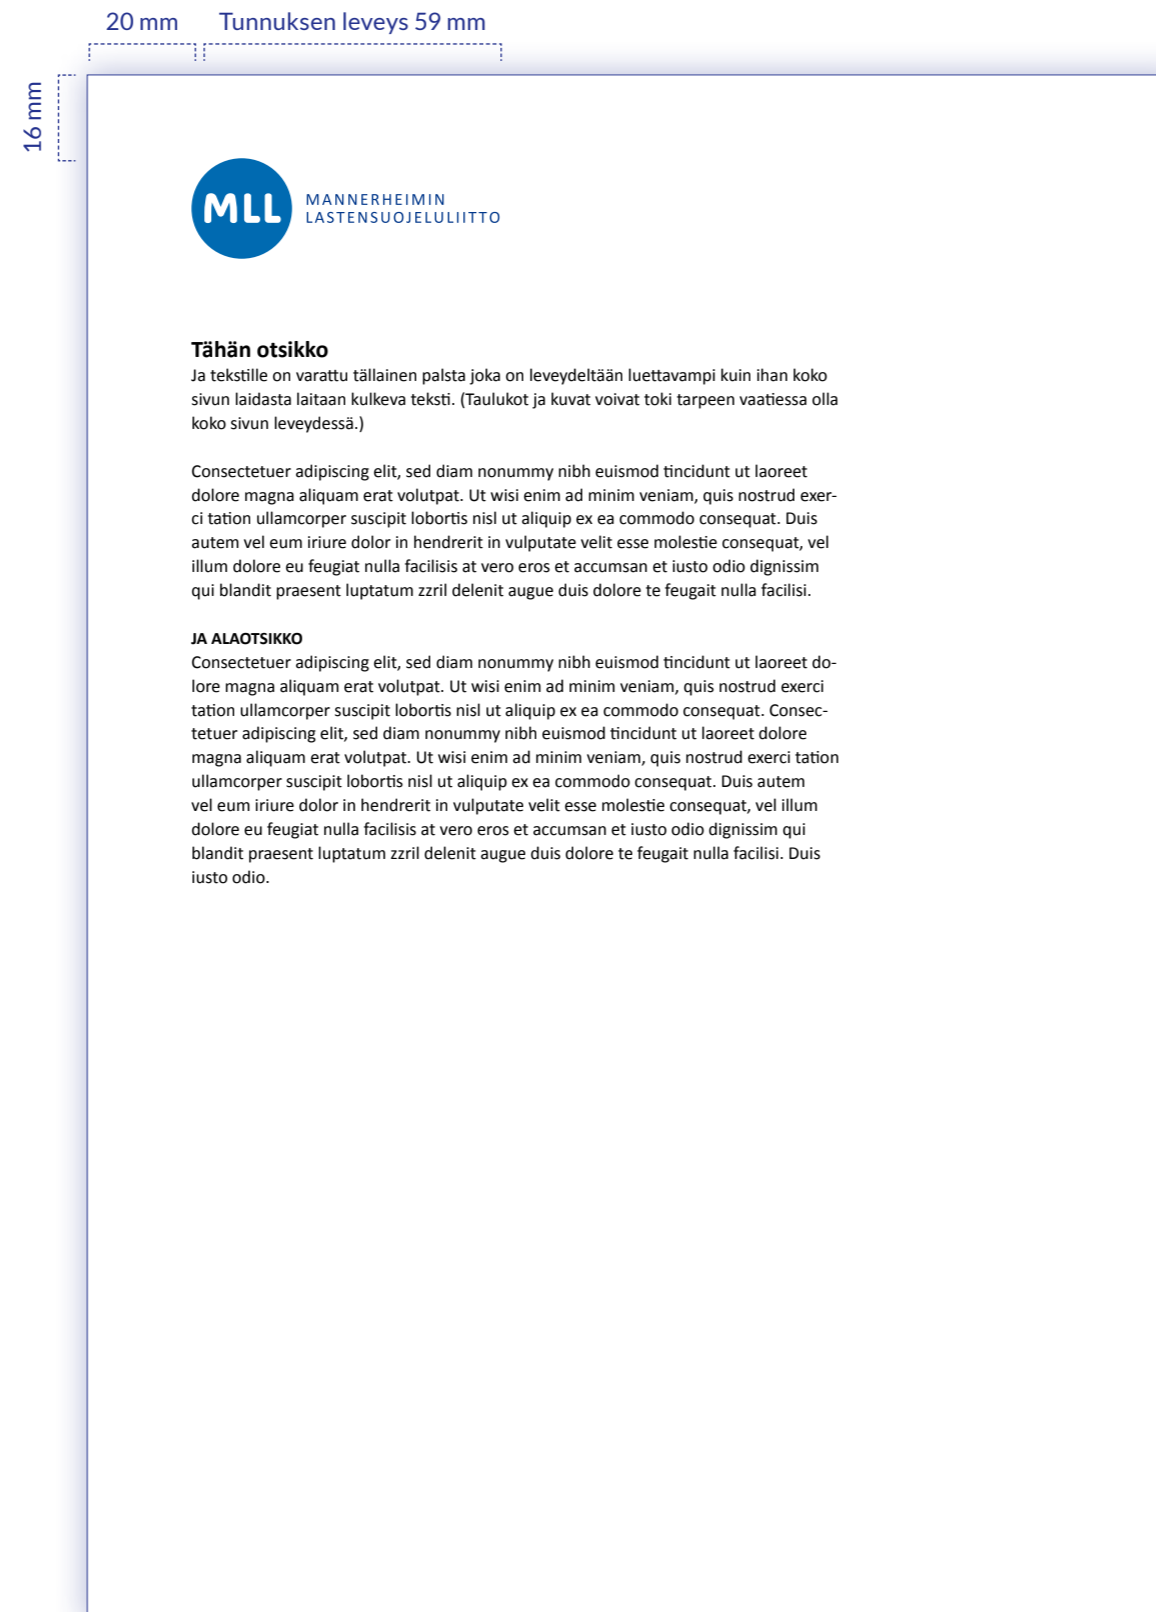 20 mm
Tunnuksen leveys 59 mm
16 mm
MLL
MANNERHEIMIN
LASTENSUOJELULIITTO
Tähän otsikko
Ja tekstille on varattu tällainen palsta joka on leveydeltään luettavampi kuin ihan koko
sivun laidasta laitaan kulkeva teksti. (Taulukot ja kuvat voivat toki tarpeen vaatiessa olla
koko sivun leveydessä.)
Consectetuer adipiscing elit, sed diam nonummy nibh euismod tincidunt ut laoreet
dolore magna aliquam erat volutpat. Ut wisi enim ad minim veniam, quis nostrud exer-
ci tation ullamcorper suscipit lobortis nisl ut aliquip ex ea commodo consequat. Duis
autem vel eum iriure dolor in hendrerit in vulputate velit esse molestie consequat, vel
illum dolore eu feugiat nulla facilisis at vero eros et accumsan et iusto odio dignissim
qui blandit praesent luptatum zzril delenit augue duis dolore te feugait nulla facilisi.
JA ALAOTSIKKO
Consectetuer adipiscing elit, sed diam nonummy nibh euismod tincidunt ut laoreet do-
lore magna aliquam erat volutpat. Ut wisi enim ad minim veniam, quis nostrud exerci
tation ullamcorper suscipit lobortis nisl ut aliquip ex ea commodo consequat. Consec-
tetuer adipiscing elit, sed diam nonummy nibh euismod tincidunt ut laoreet dolore
magna aliquam erat volutpat. Ut wisi enim ad minim veniam, quis nostrud exerci tation
ullamcorper suscipit lobortis nisl ut aliquip ex ea commodo consequat. Duis autem
vel eum iriure dolor in hendrerit in vulputate velit esse molestie consequat, vel illum
dolore eu feugiat nulla facilisis at vero eros et accumsan et iusto odio dignissim qui
blandit praesent luptatum zzril delenit augue duis dolore te feugait nulla facilisi. Duis
iusto odio.